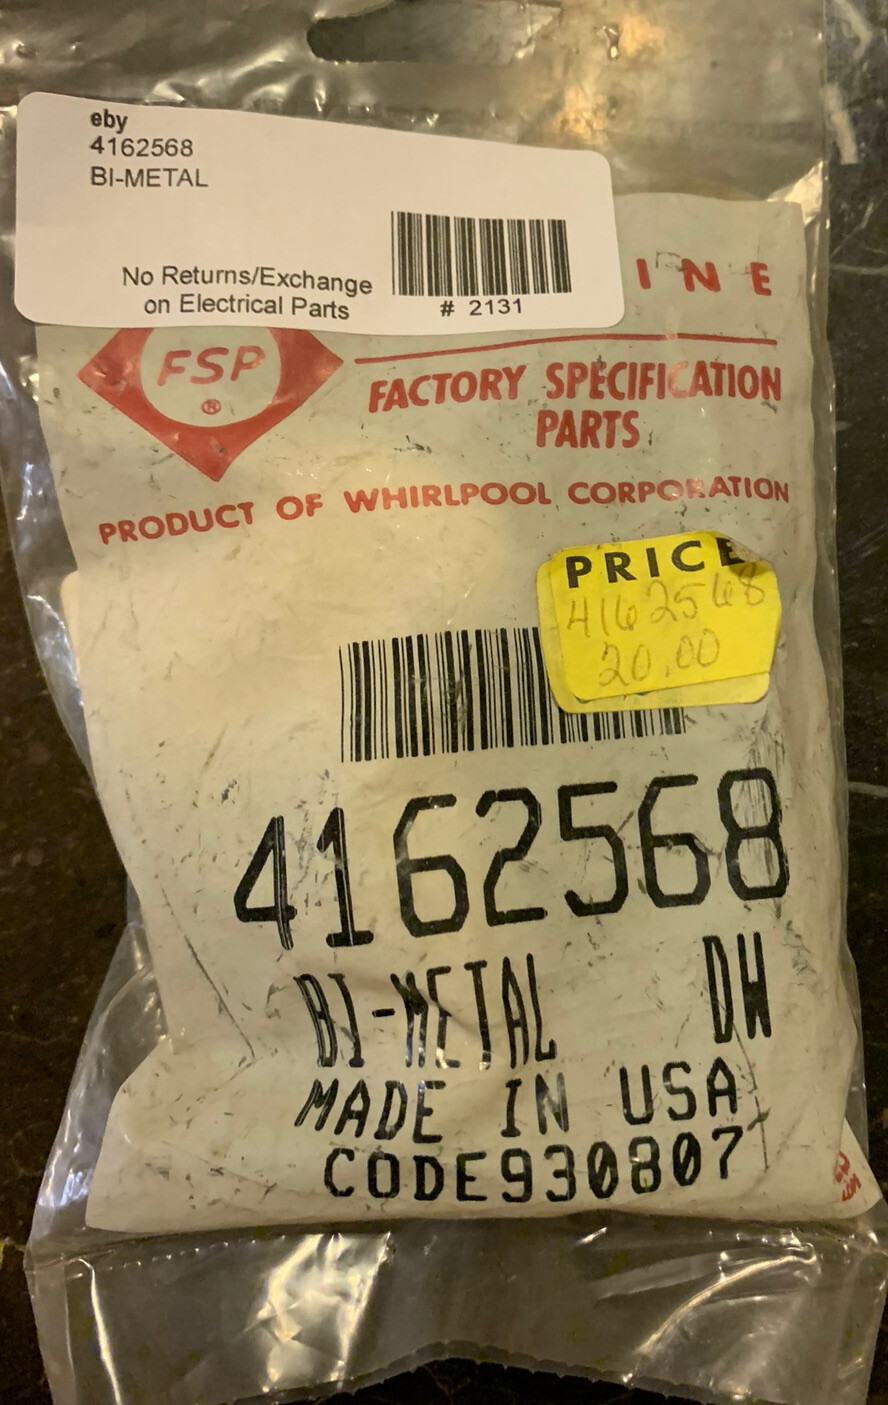 eby
4162568
BI-METAL
No Returns/Exchange
on Electrical Parts
# 2131
INE
FSP
®
FACTORY SPECIFICATION
PARTS
PRODUCT OF WHIRLPOOL CORPORATION
PRICE
4162568
20.00
4162568
BI-METAL DW
MADE IN USA
CODE930807